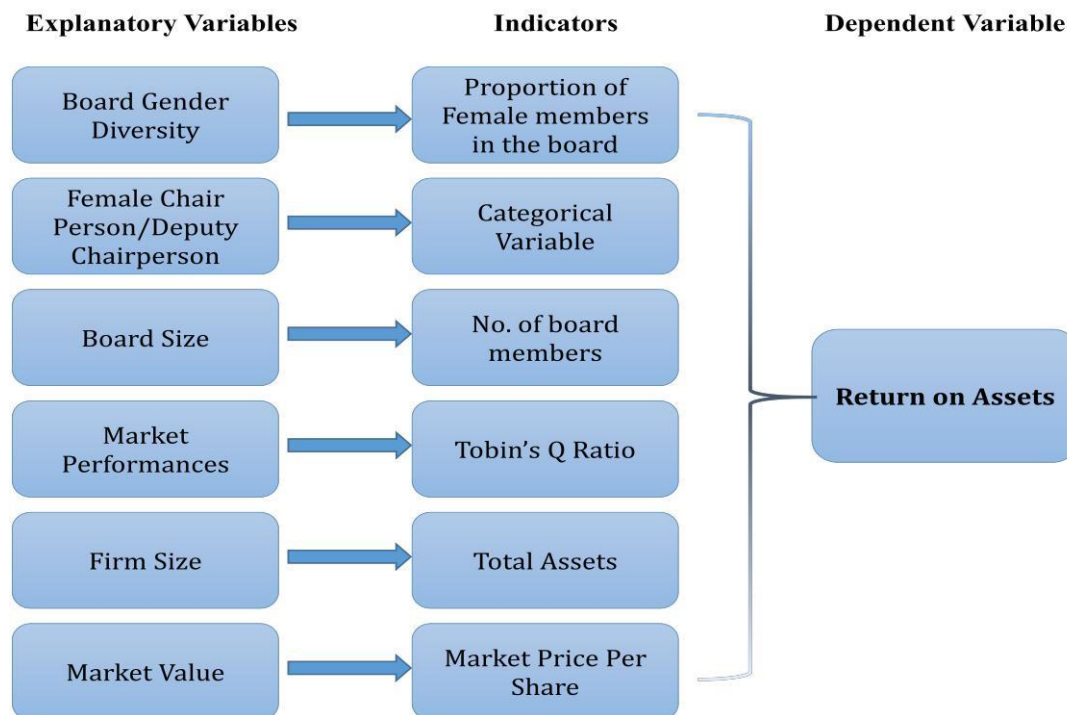 Explanatory Variables
Indicators
Dependent Variable
Board Gender
Diversity
Proportion of
Female members
in the board
Female Chair
Person/Deputy
Chairperson
Categorical
Variable
Board Size
No. of board
members
Return on Assets
Market
Performances
Tobin’s Q Ratio
Firm Size
Total Assets
Market Value
Market Price Per
Share